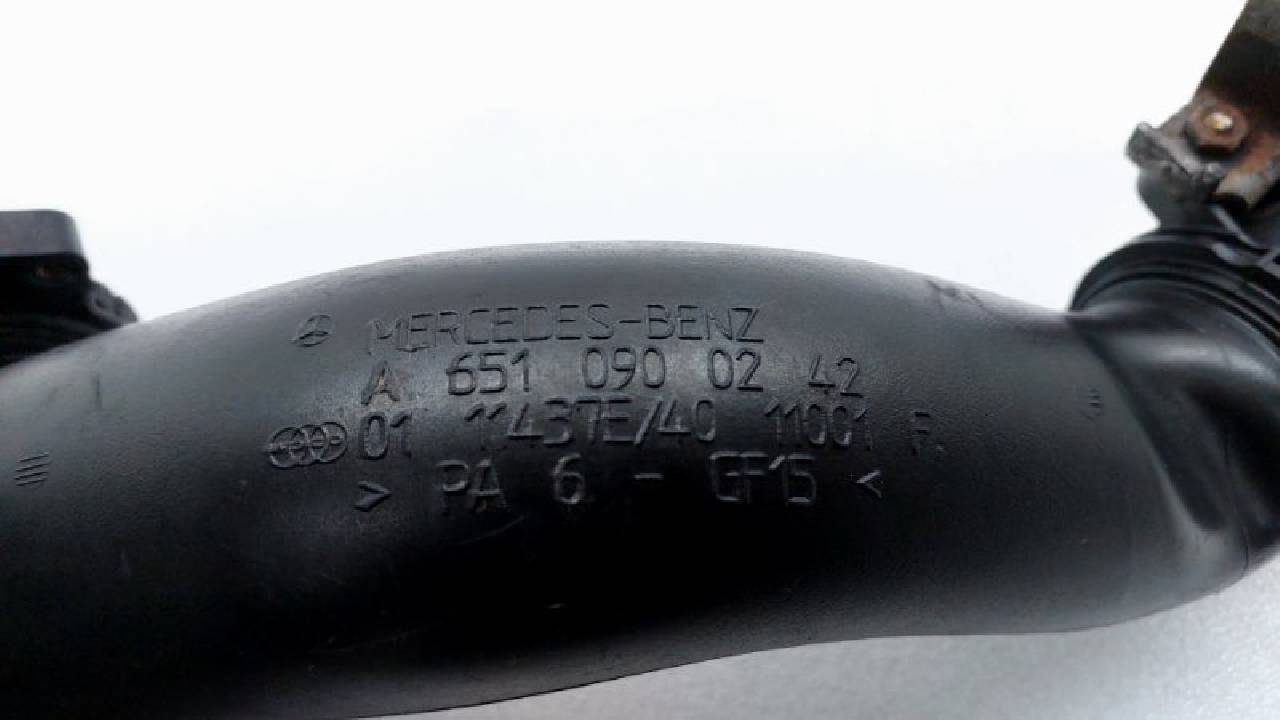 MERCEDES-BENZ
A 651 090 02 42
01 11437E/40 11001 F.
> PA 6 - GF15 <